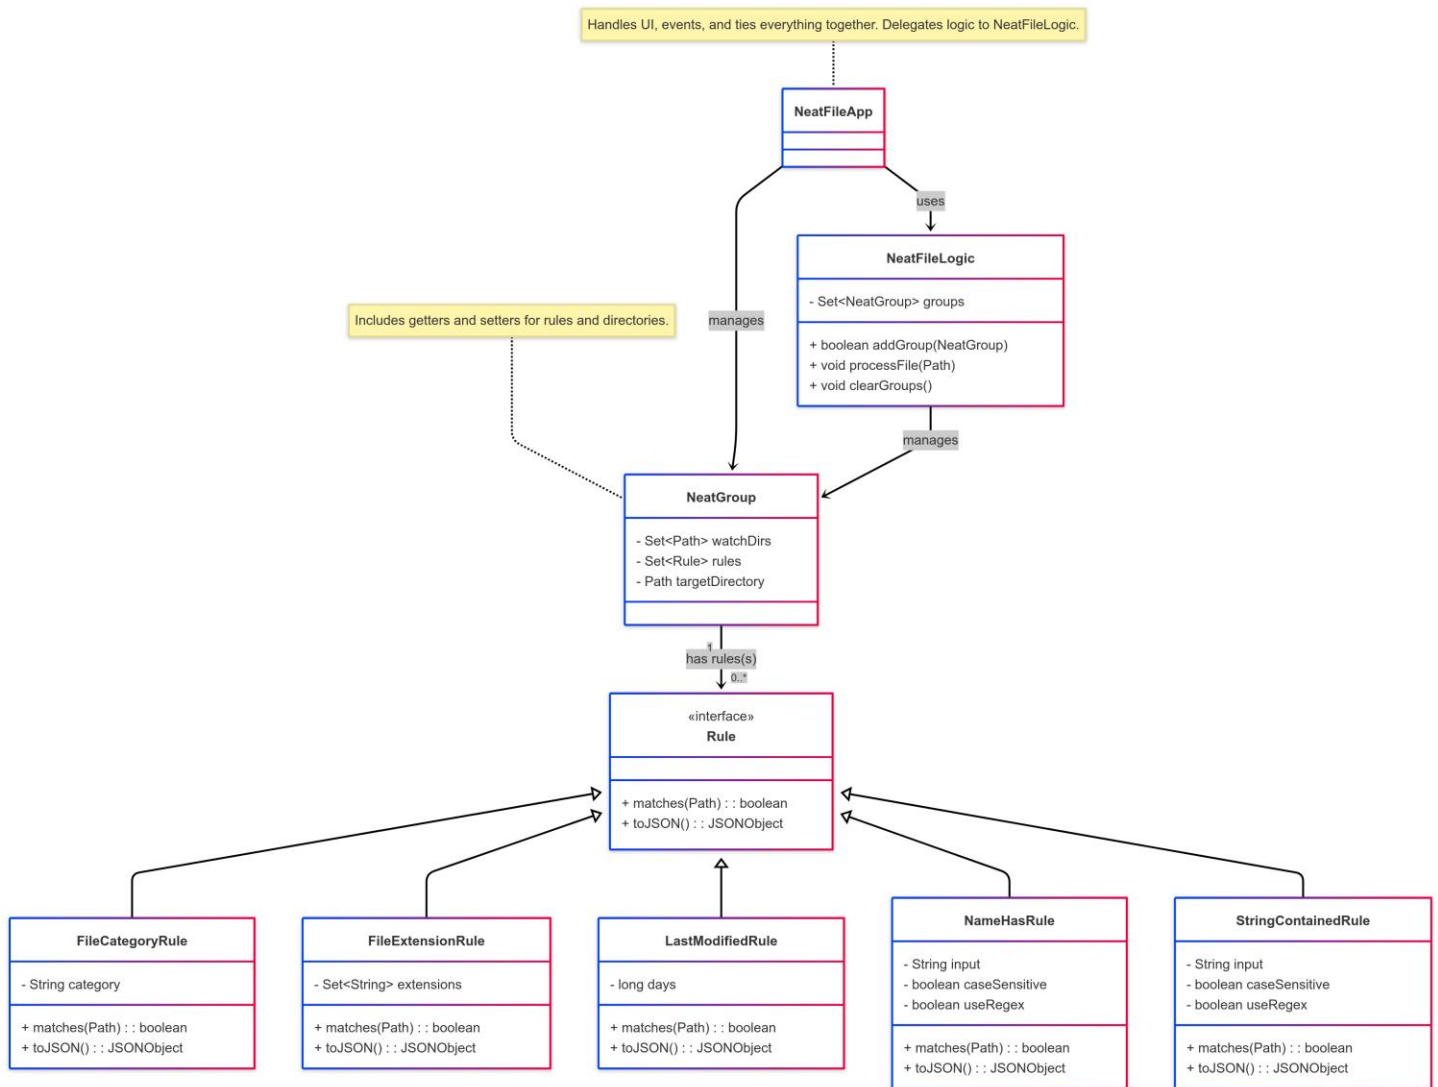 Handles UI, events, and ties everything together. Delegates logic to NeatFileLogic.
NeatFileApp
uses
NeatFileLogic
- Set<NeatGroup> groups
+ boolean addGroup(NeatGroup)
+ void processFile(Path)
+ void clearGroups()
Includes getters and setters for rules and directories.
manages
manages
NeatGroup
- Set<Path> watchDirs
- Set<Rule> rules
- Path targetDirectory
1
has rules(s)
0..*
«interface»
Rule
+ matches(Path) : : boolean
+ toJSON() : : JSONObject
FileCategoryRule
- String category
+ matches(Path) : : boolean
+ toJSON() : : JSONObject
FileExtensionRule
- Set<String> extensions
+ matches(Path) : : boolean
+ toJSON() : : JSONObject
LastModifiedRule
- long days
+ matches(Path) : : boolean
+ toJSON() : : JSONObject
NameHasRule
- String input
- boolean caseSensitive
- boolean useRegex
+ matches(Path) : : boolean
+ toJSON() : : JSONObject
StringContainedRule
- String input
- boolean caseSensitive
- boolean useRegex
+ matches(Path) : : boolean
+ toJSON() : : JSONObject